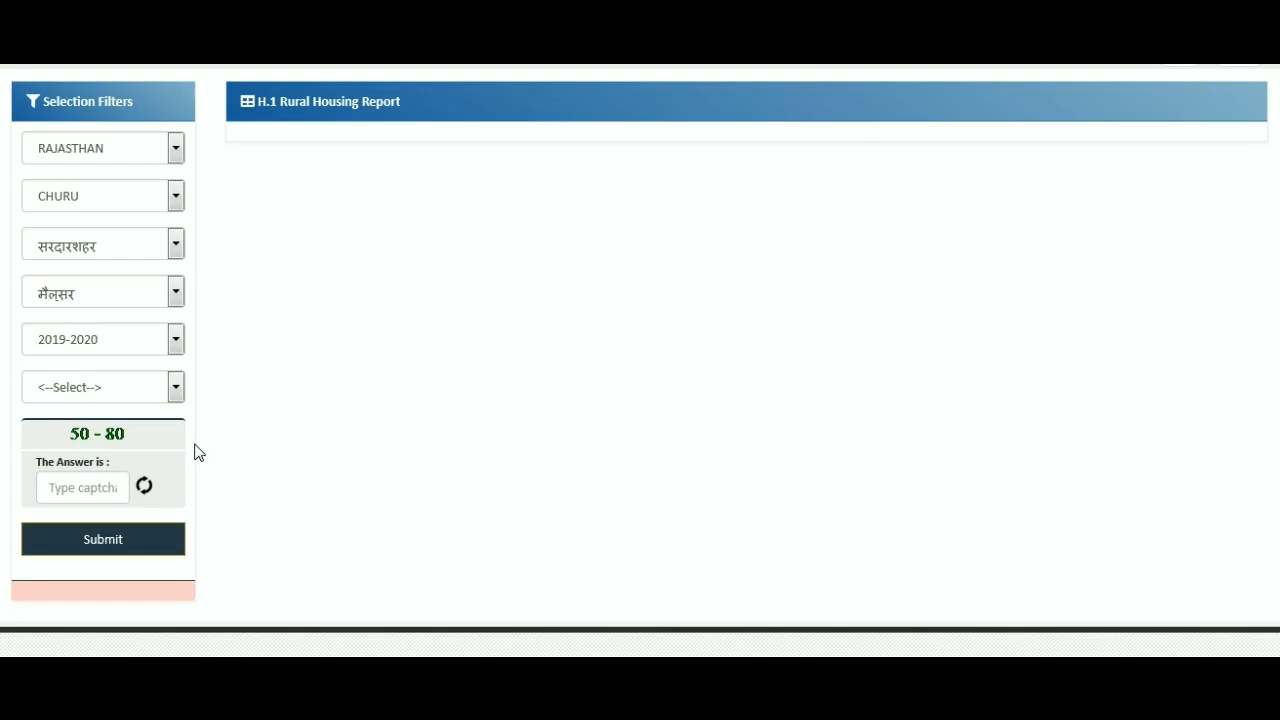 Selection Filters
H.1 Rural Housing Report
RAJASTHAN
CHURU
सरदारशहर
मैलसर
2019-2020
<--Select-->
50 - 80
The Answer is :
Type captcha
Submit